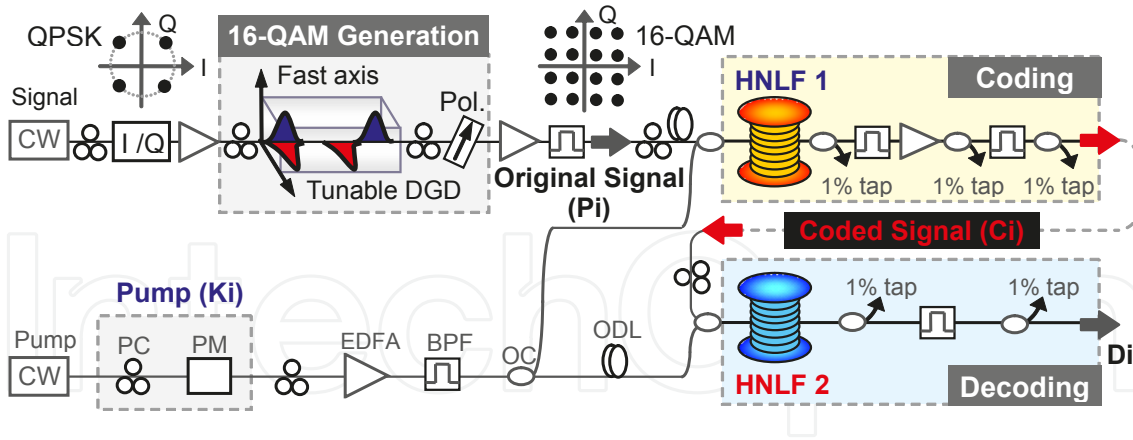 QPSK
Q
I
16-QAM Generation
Q
16-QAM
I
Signal
CW
I /Q
Fast axis
Pol.
Tunable DGD
Original Signal
(Pi)
HNLF 1
Coding
1% tap
1% tap
1% tap
Coded Signal (Ci)
Pump (Ki)
Pump
CW
PC
PM
EDFA
BPF
OC
ODL
1% tap
1% tap
Di
HNLF 2
Decoding